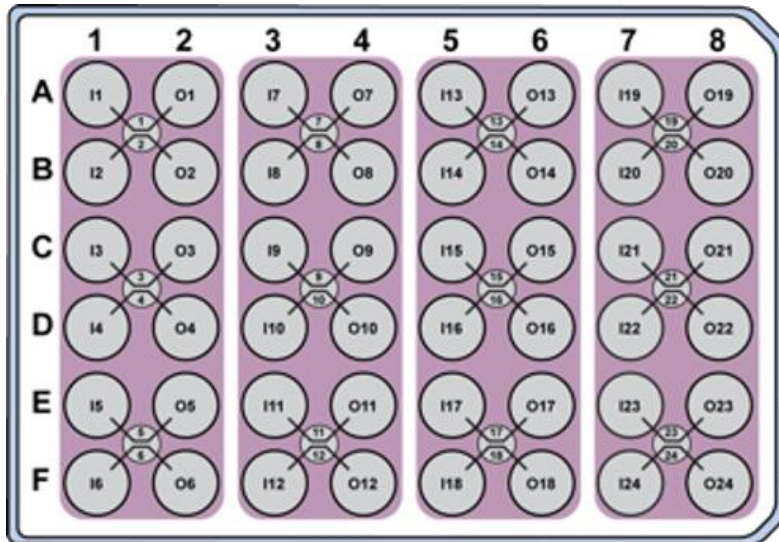 1 2 3 4 5 6 7 8
A I1 O1 I7 O7 I13 O13 I19 O19
1 7 13 19
2 8 14 20
B I2 O2 I8 O8 I14 O14 I20 O20
C I3 O3 I9 O9 I15 O15 I21 O21
3 9 15 21
4 10 16 22
D I4 O4 I10 O10 I16 O16 I22 O22
E I5 O5 I11 O11 I17 O17 I23 O23
5 11 17 23
6 12 18 24
F I6 O6 I12 O12 I18 O18 I24 O24